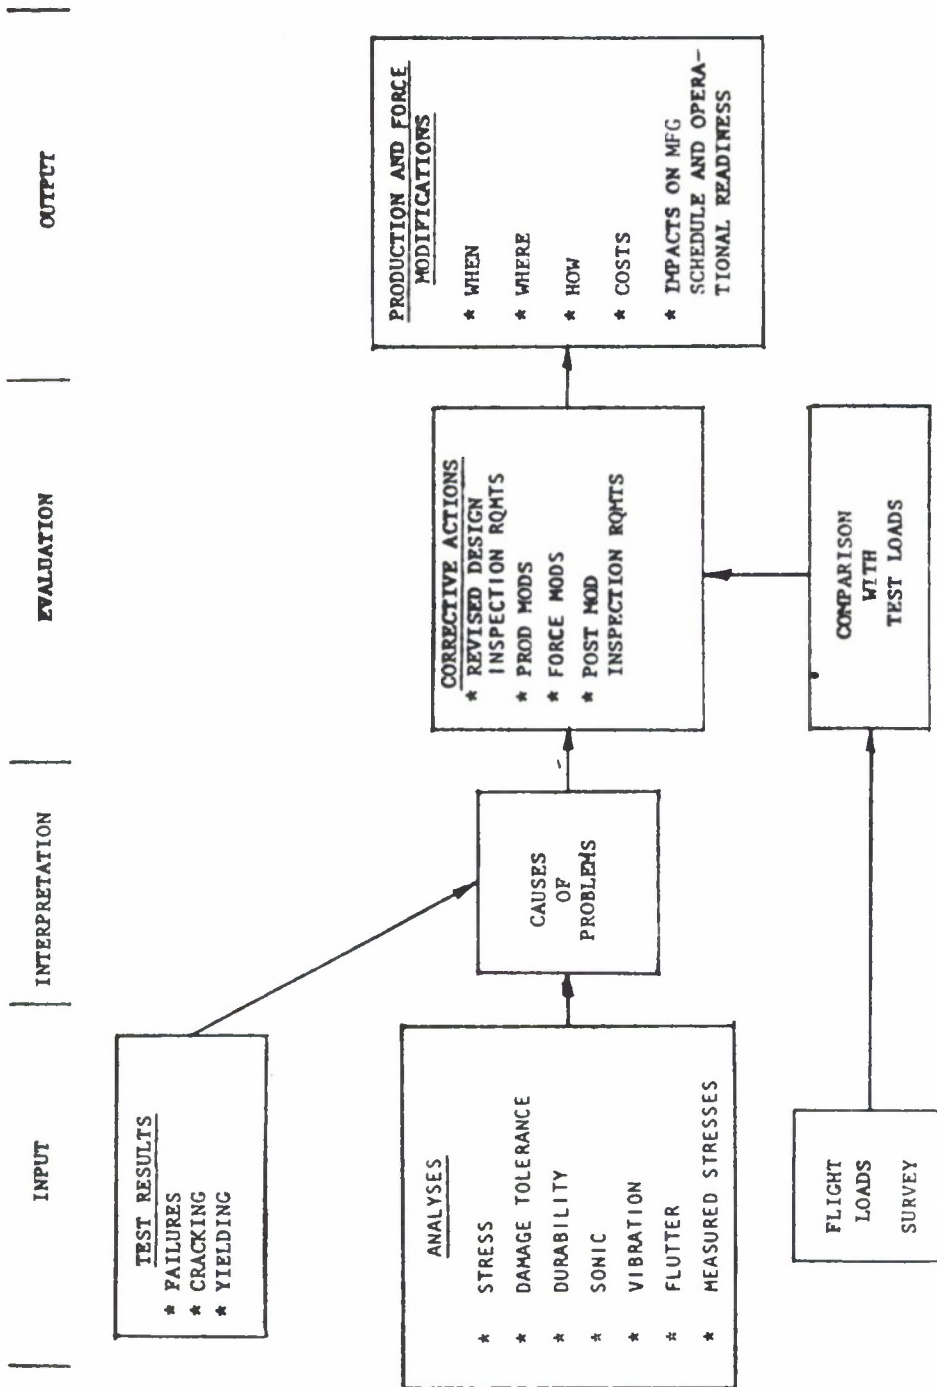 INPUT
INTERPRETATION
EVALUATION
OUTPUT
TEST RESULTS
* FAILURES
* CRACKING
* YIELDING
ANALYSES
* STRESS
* DAMAGE TOLERANCE
* DURABILITY
* SONIC
* VIBRATION
* FLUTTER
* MEASURED STRESSES
FLIGHT
LOADS
SURVEY
CAUSES
OF
PROBLEMS
CORRECTIVE ACTIONS
* REVISED DESIGN
INSPECTION RQMTS
* PROD MODS
* FORCE MODS
* POST MOD
INSPECTION RQMTS
COMPARISON
WITH
TEST LOADS
PRODUCTION AND FORCE
MODIFICATIONS
* WHEN
* WHERE
* HOW
* COSTS
* IMPACTS ON MFG
SCHEDULE AND OPERA-
TIONAL READINESS